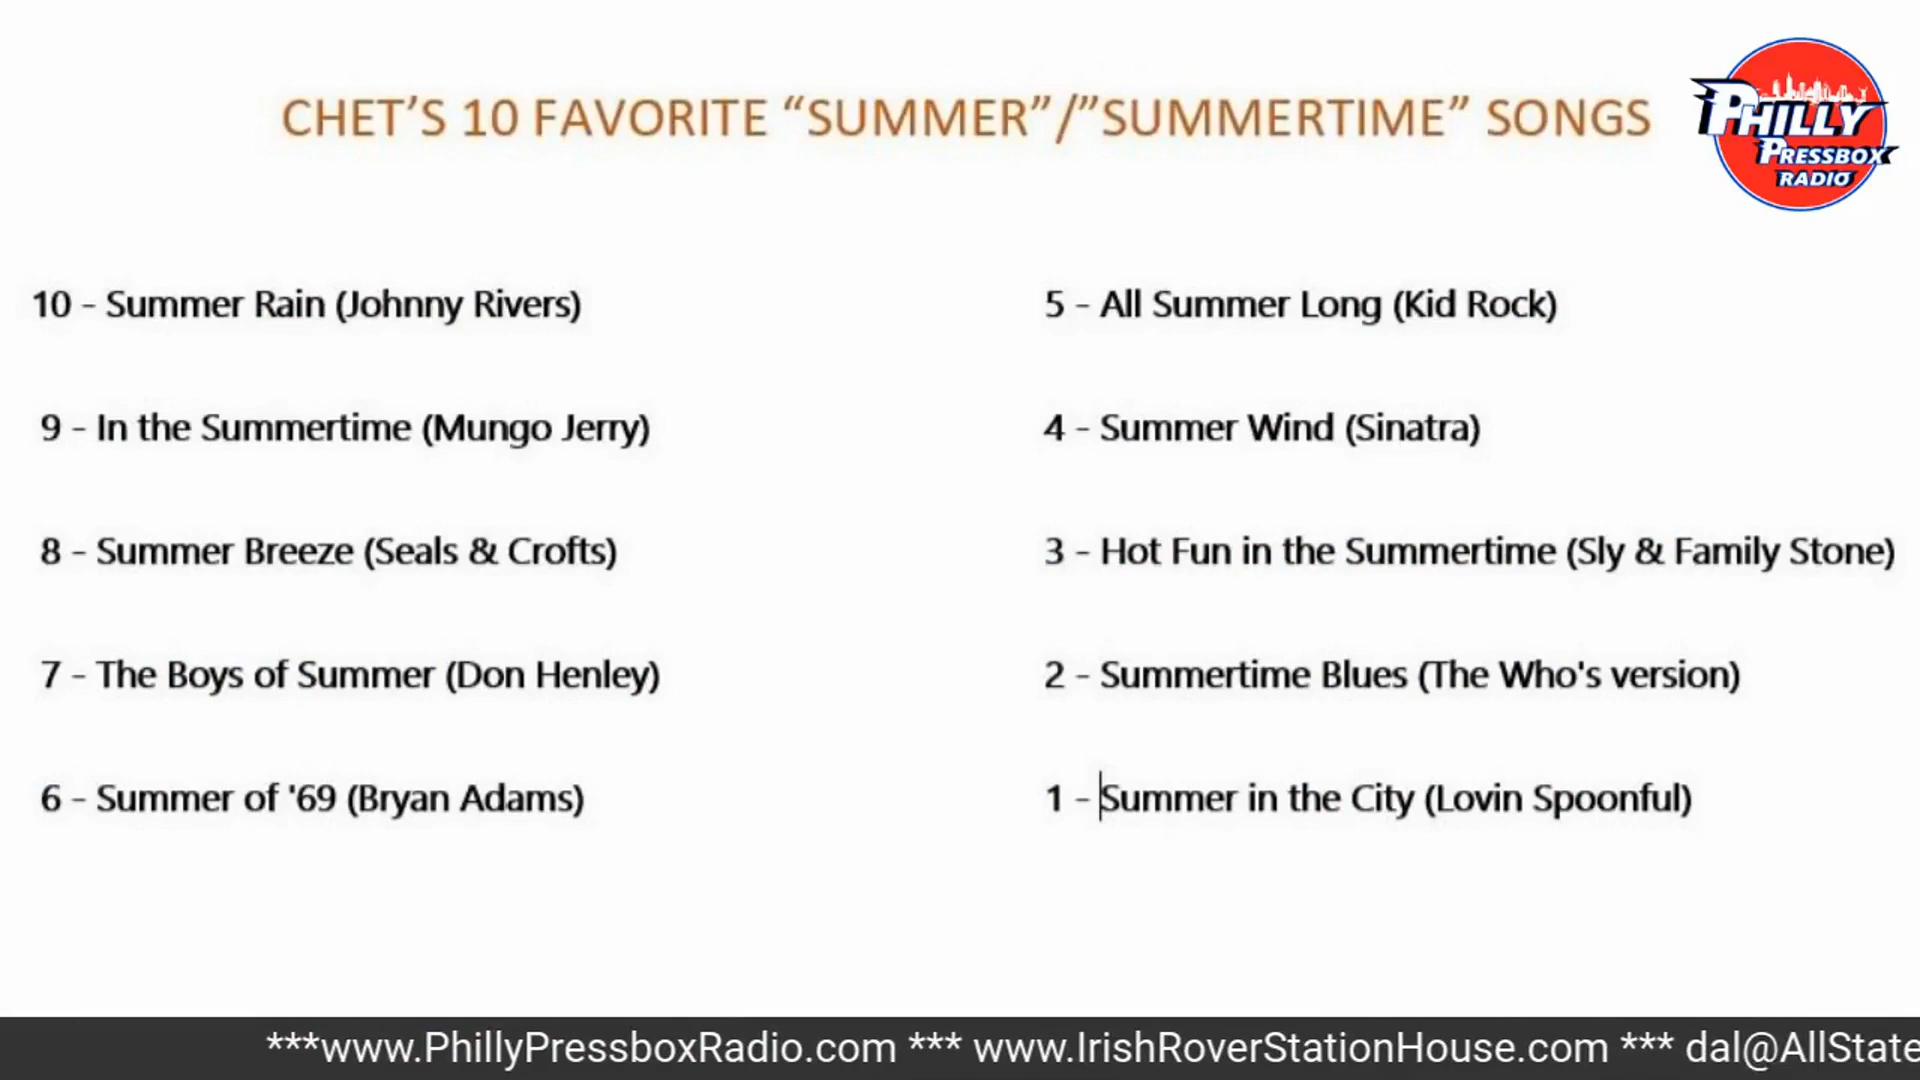 CHET’S 10 FAVORITE “SUMMER”/”SUMMERTIME” SONGS
PHILLY
PRESSBOX
RADIO
10 - Summer Rain (Johnny Rivers)
9 - In the Summertime (Mungo Jerry)
8 - Summer Breeze (Seals & Crofts)
7 - The Boys of Summer (Don Henley)
6 - Summer of '69 (Bryan Adams)
5 - All Summer Long (Kid Rock)
4 - Summer Wind (Sinatra)
3 - Hot Fun in the Summertime (Sly & Family Stone)
2 - Summertime Blues (The Who's version)
1 - Summer in the City (Lovin Spoonful)
***www.PhillyPressboxRadio.com *** www.IrishRoverStationHouse.com *** dal@AllState